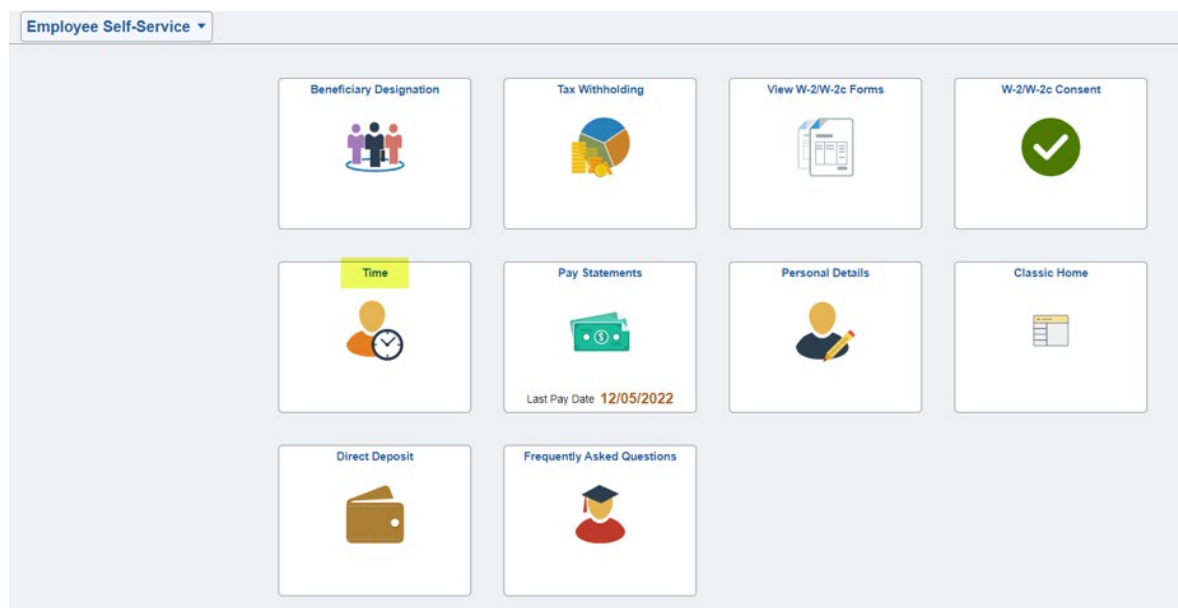 Employee Self-Service
Beneficiary Designation
Tax Withholding
View W-2/W-2c Forms
W-2/W-2c Consent
Time
Pay Statements
Last Pay Date 12/05/2022
Personal Details
Classic Home
Direct Deposit
Frequently Asked Questions